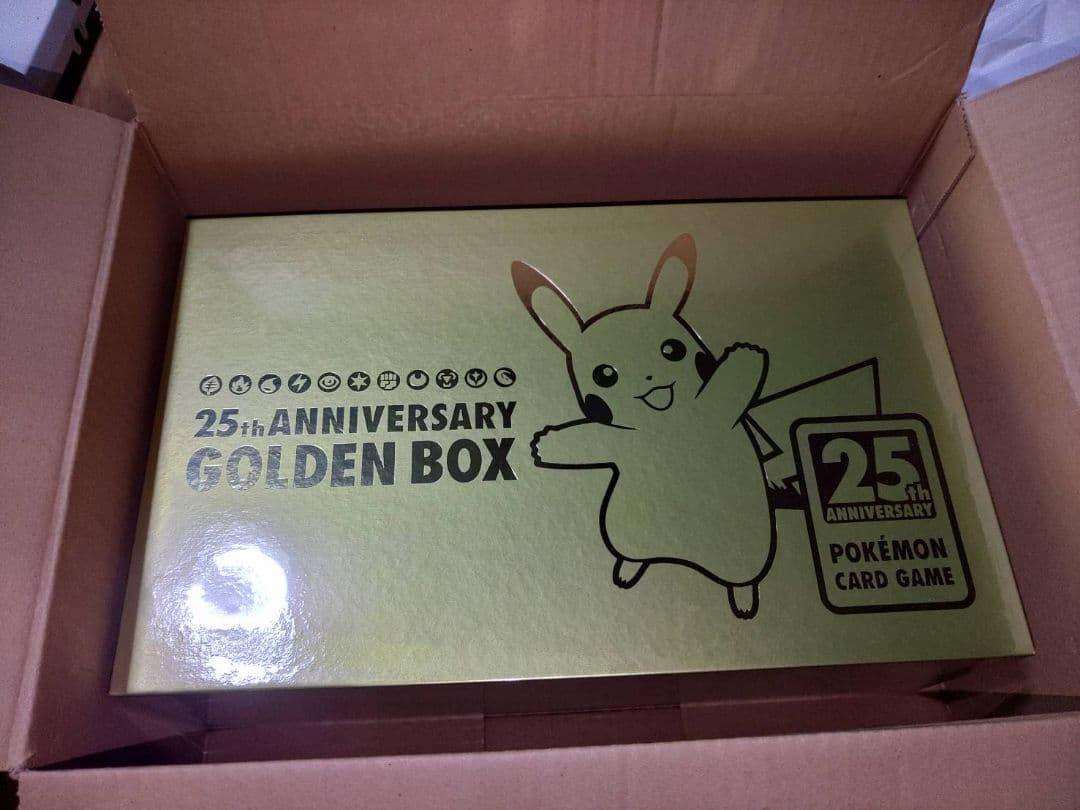 25th ANNIVERSARY
GOLDEN BOX
25th
ANNIVERSARY
POKÉMON
CARD GAME